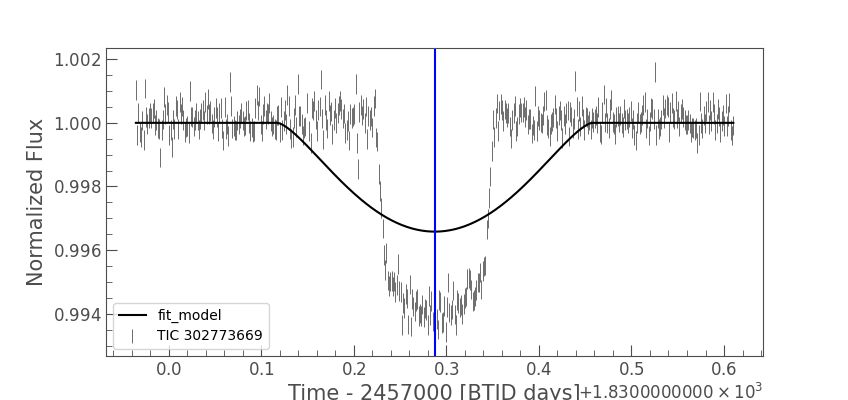 1.002
1.000
0.998
0.996
0.994
Normalized Flux
fit_model
TIC 302773669
0.0 0.1 0.2 0.3 0.4 0.5 0.6
Time - 2457000 [BTJD days]
+1.8300000000 × 10³